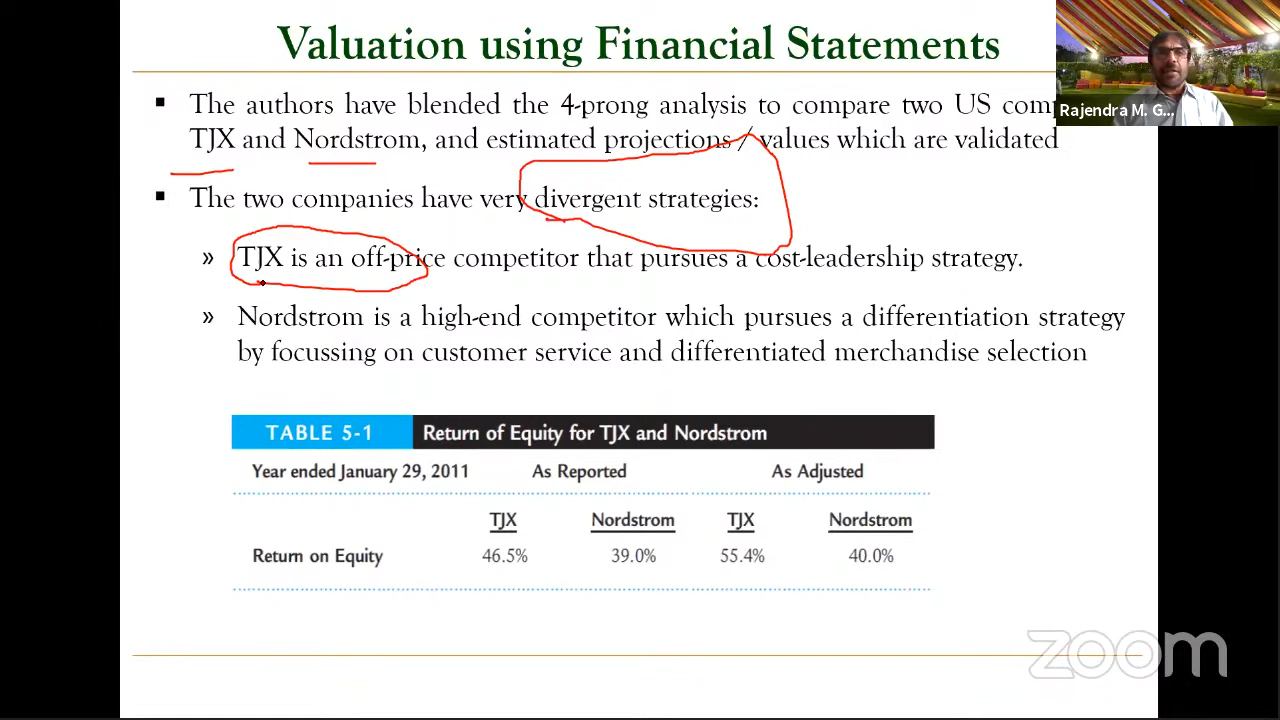 Valuation using Financial Statements
▪ The authors have blended the 4-prong analysis to compare two US
TJX and Nordstrom, and estimated projections / values which are validated
▪ The two companies have very divergent strategies:
» TJX is an off-price competitor that pursues a cost-leadership strategy.
» Nordstrom is a high-end competitor which pursues a differentiation strategy
by focussing on customer service and differentiated merchandise selection
TABLE 5-1 Return of Equity for TJX and Nordstrom
Year ended January 29, 2011 As Reported As Adjusted
TJX Nordstrom TJX Nordstrom
Return on Equity 46.5% 39.0% 55.4% 40.0%
Rajendra M. G...
zoom